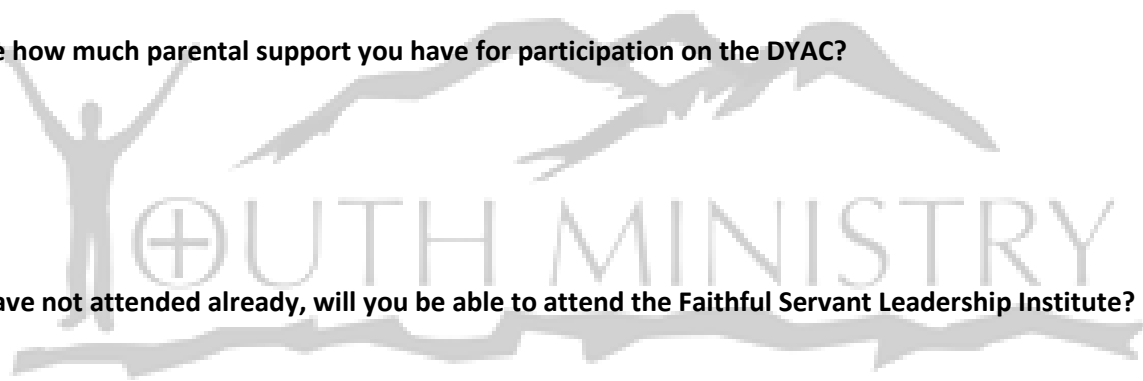 e how much parental support you have for participation on the DYAC?
YOUTH MINISTRY
ave not attended already, will you be able to attend the Faithful Servant Leadership Institute?